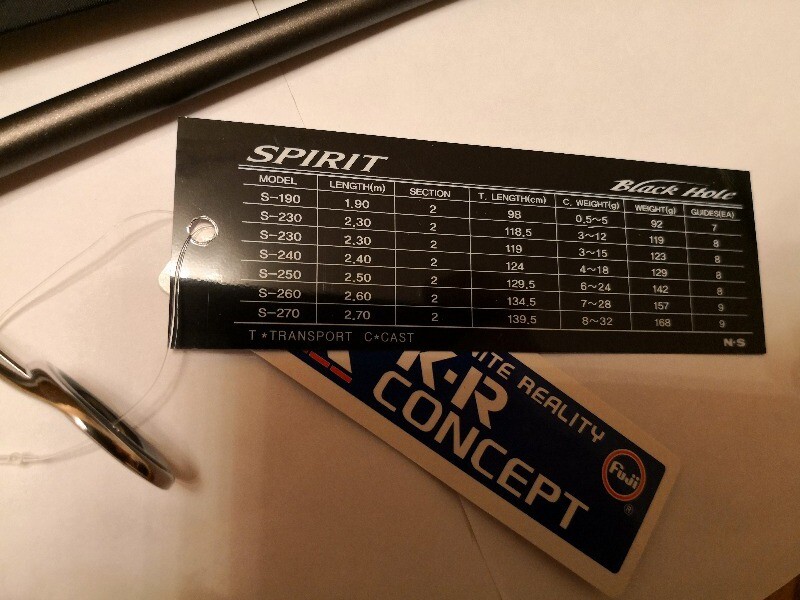 SPIRIT
Black Hole
MODEL LENGTH(m) SECTION T. LENGTH(cm) C. WEIGHT(g) WEIGHT(g) GUIDES(EA)
S-190 1.90 2 98 0.5~5 92 7
S-230 2.30 2 118.5 3~12 119 8
S-230 2.30 2 119 3~15 123 8
S-240 2.40 2 124 4~18 129 8
S-250 2.50 2 129.5 6~24 142 8
S-260 2.60 2 134.5 7~28 157 9
S-270 2.70 2 139.5 8~32 168 9
T*TRANSPORT C*CAST
N·S
REALITY
K·R
CONCEPT
Fuji
®